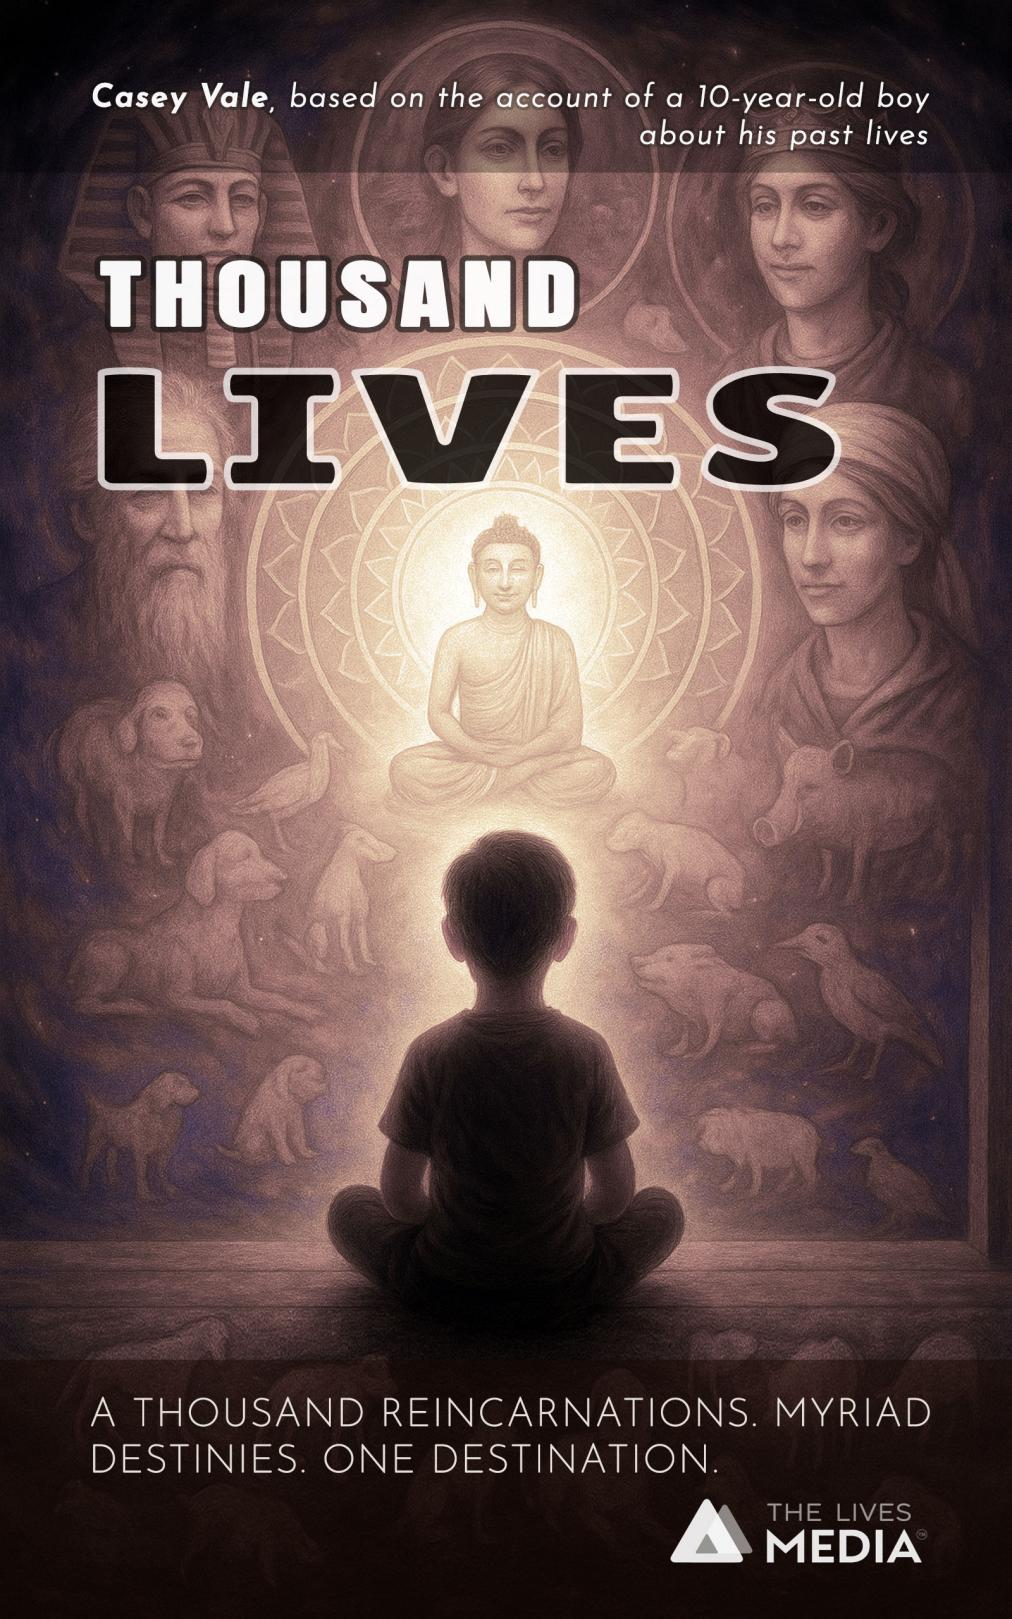 Casey Vale, based on the account of a 10-year-old boy
about his past lives
THOUSAND
LIVES
A THOUSAND REINCARNATIONS. MYRIAD
DESTINIES. ONE DESTINATION.
THE LIVES
MEDIA™